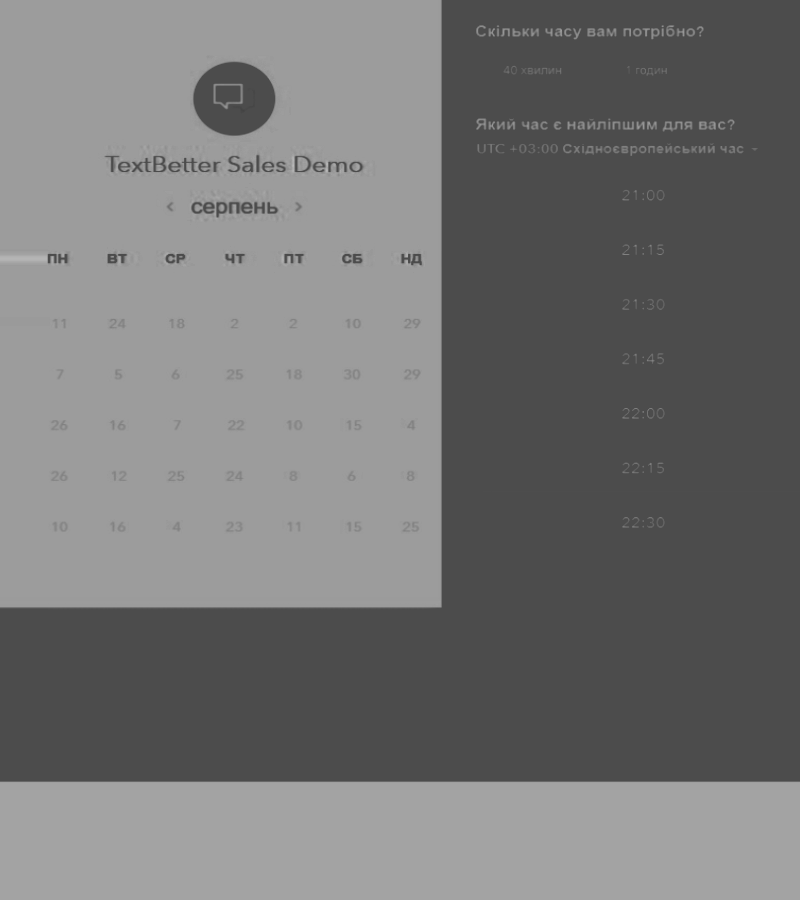 TextBetter Sales Demo
‹ серпень ›
ПН ВТ СР ЧТ ПТ СБ НД
11 24 18 2 2 10 29
7 5 6 25 18 30 29
26 16 7 22 10 15 4
26 12 25 24 8 6 8
10 16 4 23 11 15 25
Скільки часу вам потрібно?
40 хвилин 1 годин
Який час є найліпшим для вас?
UTC +03:00 Східноєвропейський час
21:00
21:15
21:30
21:45
22:00
22:15
22:30